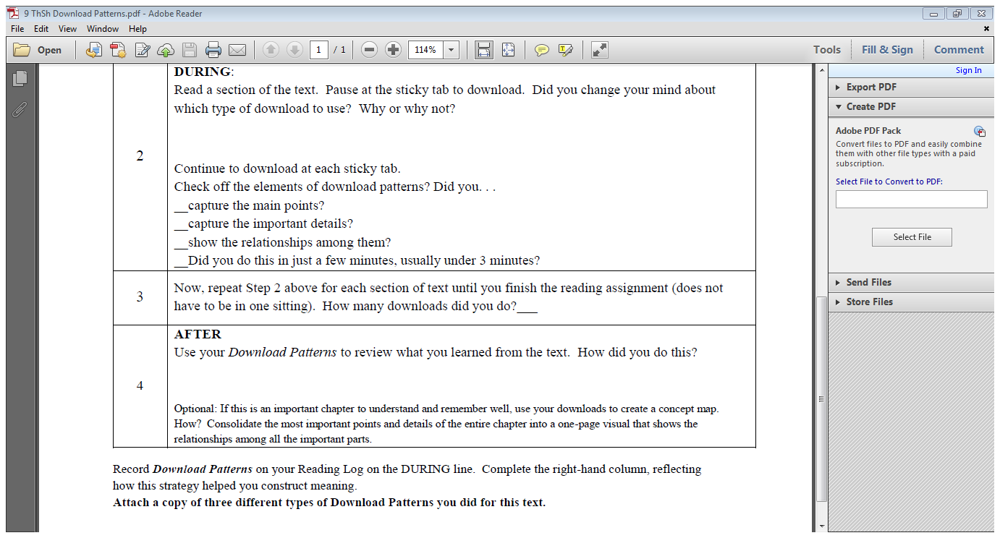 9 ThSh Download Patterns.pdf - Adobe Reader
File Edit View Window Help
Open 1 / 1 114% Tools Fill & Sign Comment
Sign In
Export PDF
Create PDF
Adobe PDF Pack
Convert files to PDF and easily combine
them with other file types with a paid
subscription.
Select File to Convert to PDF:
Select File
Send Files
Store Files
DURING:
Read a section of the text. Pause at the sticky tab to download. Did you change your mind about
which type of download to use? Why or why not?
2
Continue to download at each sticky tab.
Check off the elements of download patterns? Did you. . .
__capture the main points?
__capture the important details?
__show the relationships among them?
__Did you do this in just a few minutes, usually under 3 minutes?
3
Now, repeat Step 2 above for each section of text until you finish the reading assignment (does not
have to be in one sitting). How many downloads did you do?___
AFTER
Use your Download Patterns to review what you learned from the text. How did you do this?
4
Optional: If this is an important chapter to understand and remember well, use your downloads to create a concept map.
How? Consolidate the most important points and details of the entire chapter into a one-page visual that shows the
relationships among all the important parts.
Record Download Patterns on your Reading Log on the DURING line. Complete the right-hand column, reflecting
how this strategy helped you construct meaning.
Attach a copy of three different types of Download Patterns you did for this text.